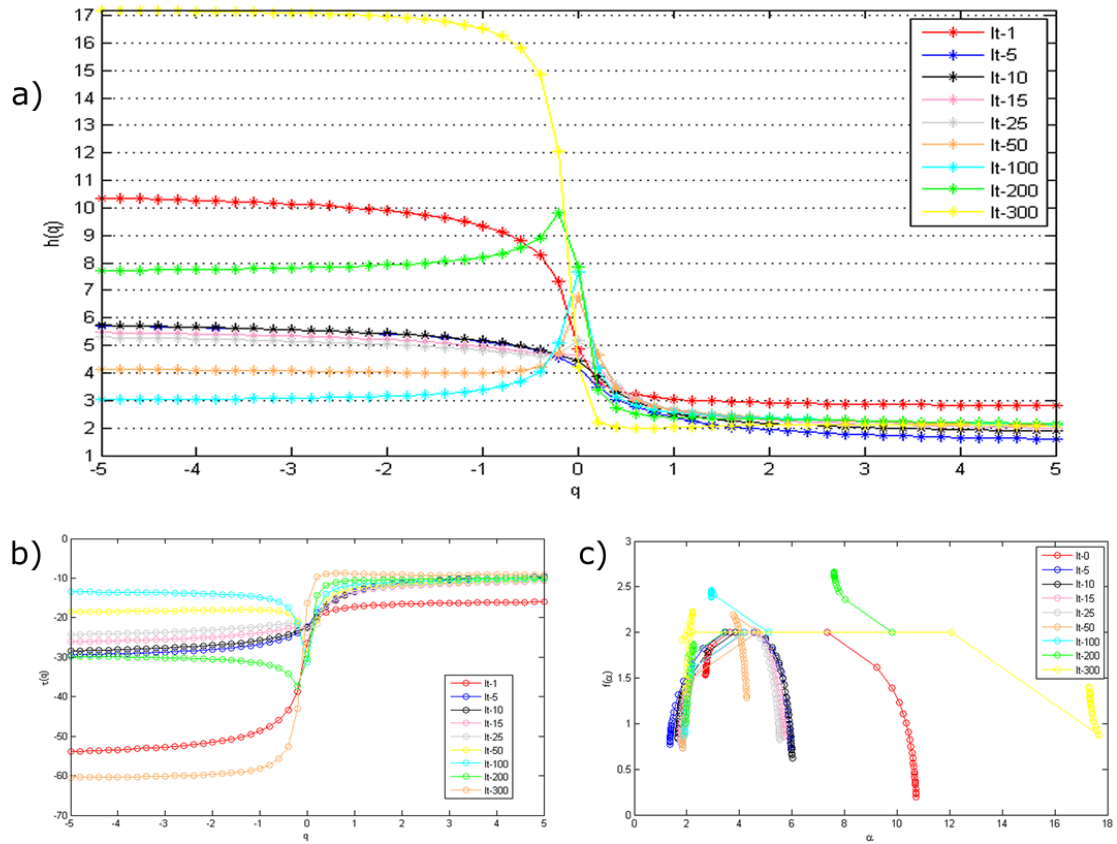 a)
h(q)
17
16
15
14
13
12
11
10
9
8
7
6
5
4
3
2
1
-5 -4 -3 -2 -1 0 1 2 3 4 5
q
It-1
It-5
It-10
It-15
It-25
It-50
It-100
It-200
It-300
b)
τ(q)
0
-10
-20
-30
-40
-50
-60
-70
-5 -4 -3 -2 -1 0 1 2 3 4 5
q
It-1
It-5
It-10
It-15
It-25
It-50
It-100
It-200
It-300
c)
f(α)
3
2.5
2
1.5
1
0.5
0
0 2 4 6 8 10 12 14 16 18
α
It-0
It-5
It-10
It-15
It-25
It-50
It-100
It-200
It-300